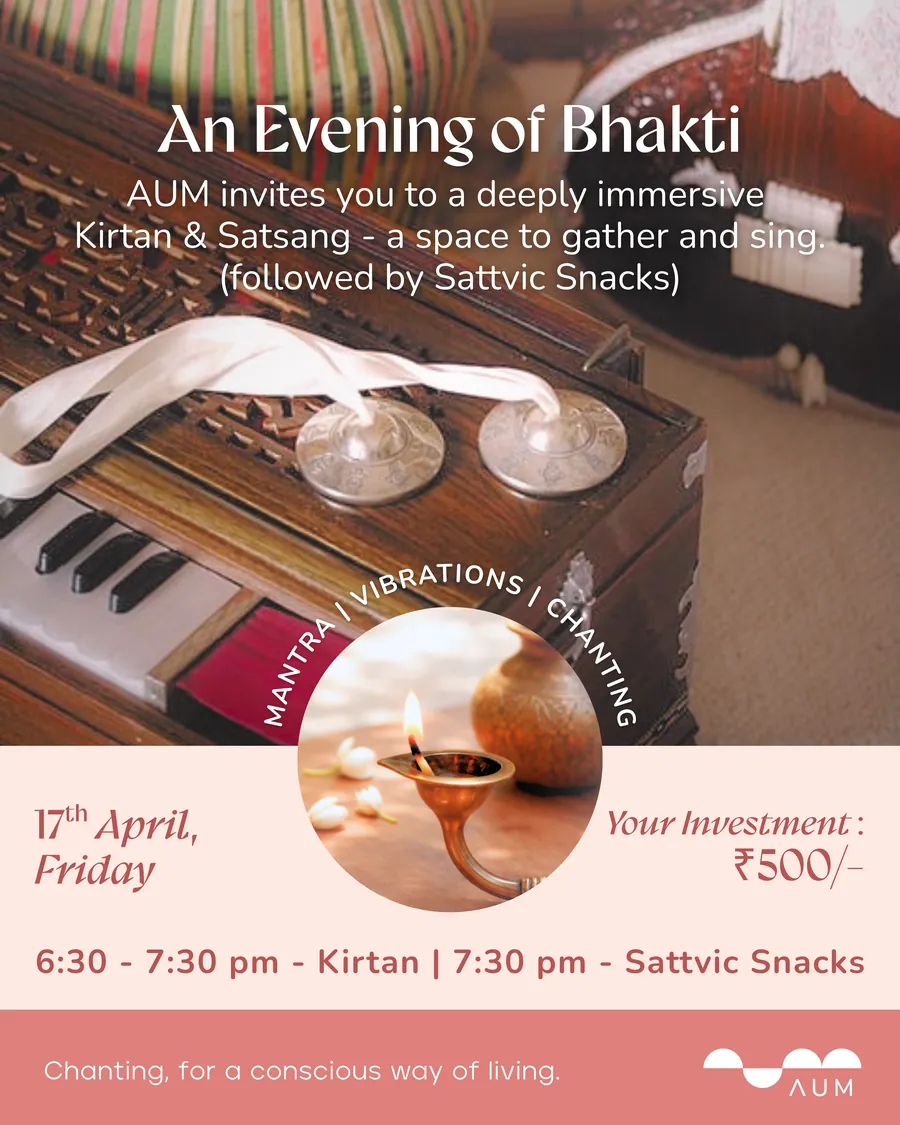 An Evening of Bhakti
AUM invites you to a deeply immersive
Kirtan & Satsang - a space to gather and sing.
(followed by Sattvic Snacks)
MANTRA | VIBRATIONS | CHANTING
17th April,
Friday
Your Investment :
₹500/-
6:30 - 7:30 pm - Kirtan | 7:30 pm - Sattvic Snacks
Chanting, for a conscious way of living.
AUM